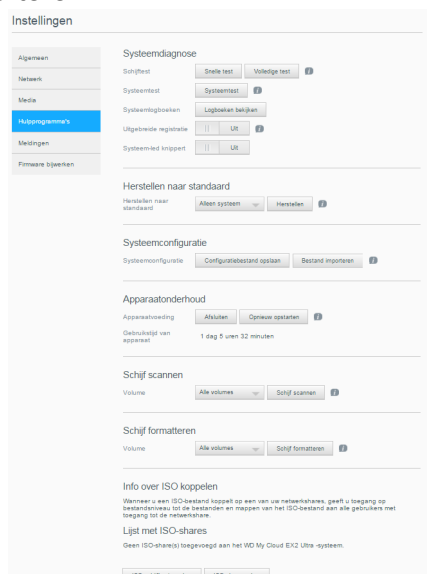 Instellingen
Algemeen
Netwerk
Media
Hulpprogramma's
Meldingen
Firmware bijwerken
Systeemdiagnose
Schijftest
Snelle test
Volledige test
Systeemtest
Systeemtest
Systeemlogboeken
Logboeken bekijken
Uitgebreide registratie
Uit
Systeem-led knippert
Uit
Herstellen naar standaard
Herstellen naar
standaard
Alleen systeem
Herstellen
Systeemconfiguratie
Systeemconfiguratie
Configuratiebestand opslaan
Bestand importeren
Apparaatonderhoud
Apparaatvoeding
Afsluiten
Opnieuw opstarten
Gebruikstijd van
apparaat
1 dag 5 uren 32 minuten
Schijf scannen
Volume
Alle volumes
Schijf scannen
Schijf formatteren
Volume
Alle volumes
Schijf formatteren
Info over ISO koppelen
Wanneer u een ISO-bestand koppelt op een van uw netwerkshares, geeft u toegang op
bestandsniveau tot de bestanden en mappen van het ISO-bestand aan alle gebruikers met
toegang tot de netwerkshare.
Lijst met ISO-shares
Geen ISO-share(s) toegevoegd aan het WD My Cloud EX2 Ultra -systeem.